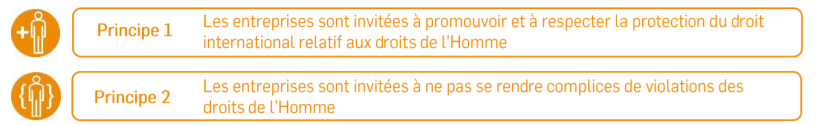 Principe 1
Les entreprises sont invitées à promouvoir et à respecter la protection du droit
international relatif aux droits de l'Homme
Principe 2
Les entreprises sont invitées à ne pas se rendre complices de violations des
droits de l'Homme